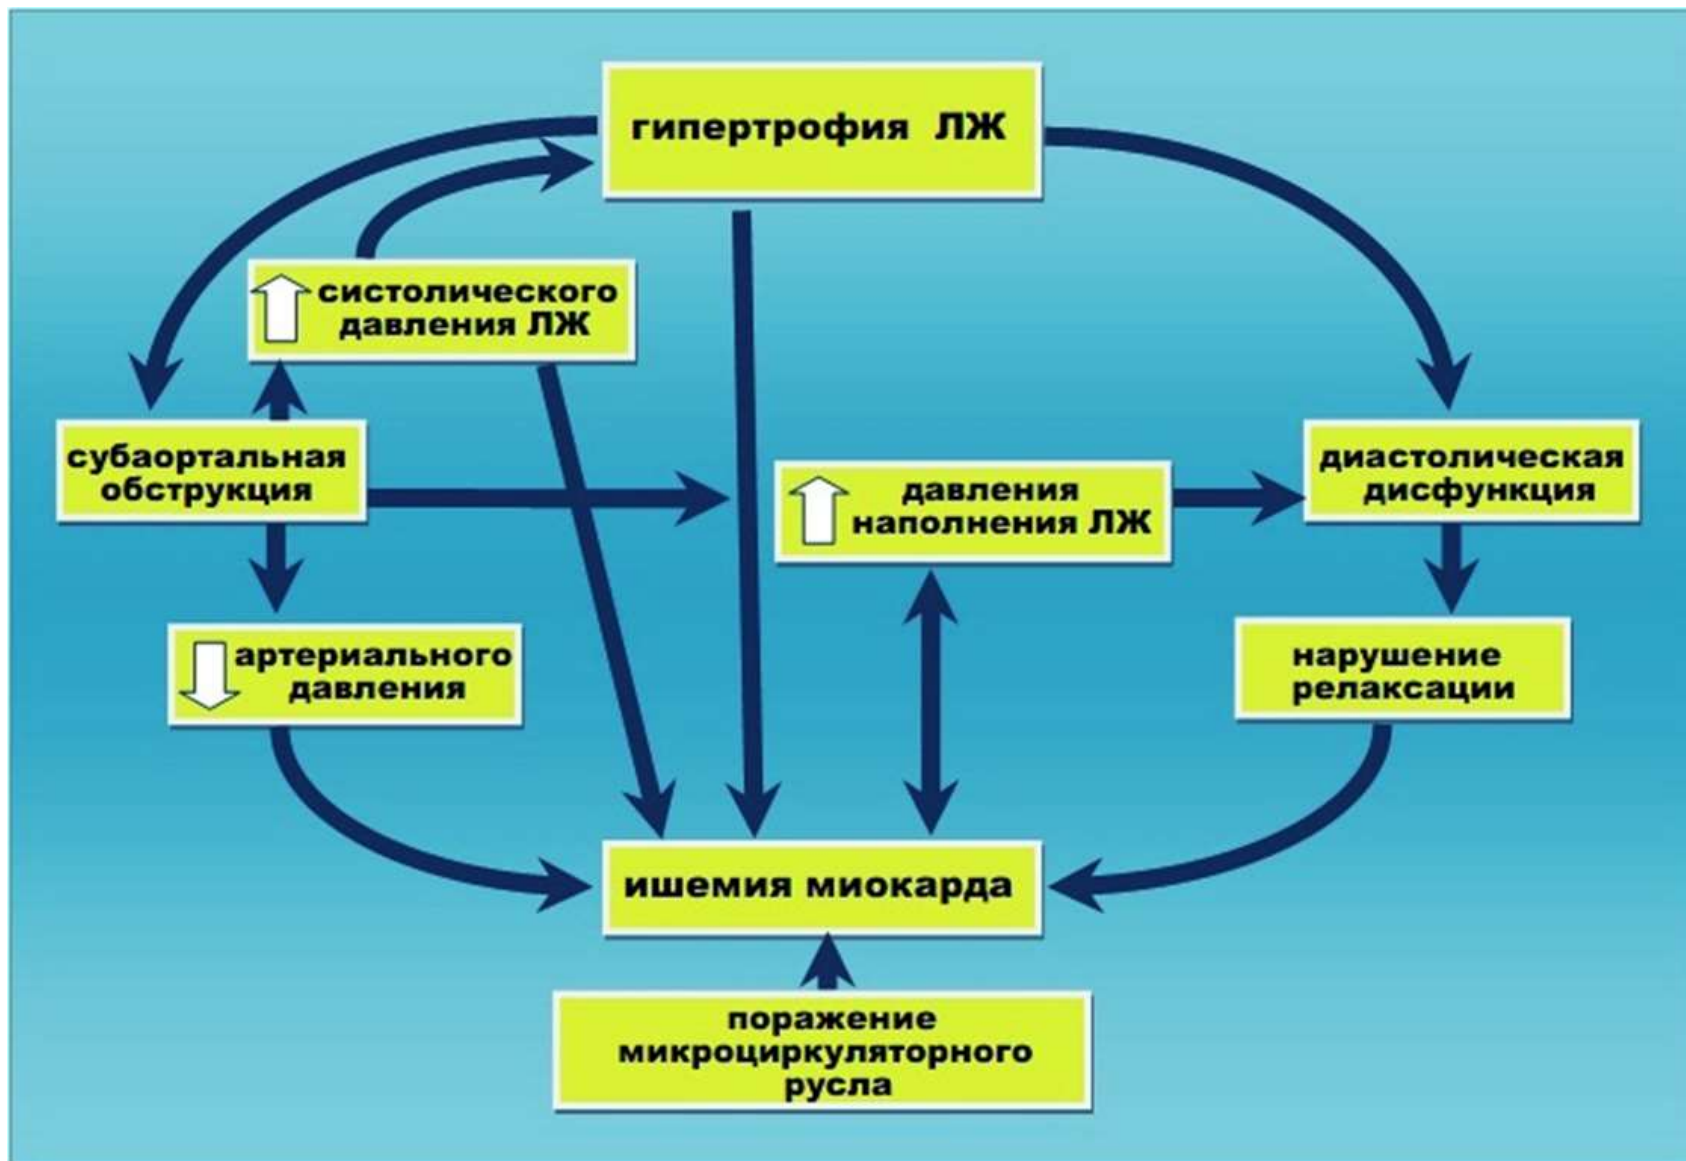 гипертрофия ЛЖ
систолического
давления ЛЖ
субаортальная
обструкция
давления
наполнения ЛЖ
диастолическая
дисфункция
артериального
давления
нарушение
релаксации
ишемия миокарда
поражение
микроциркуляторного
русла